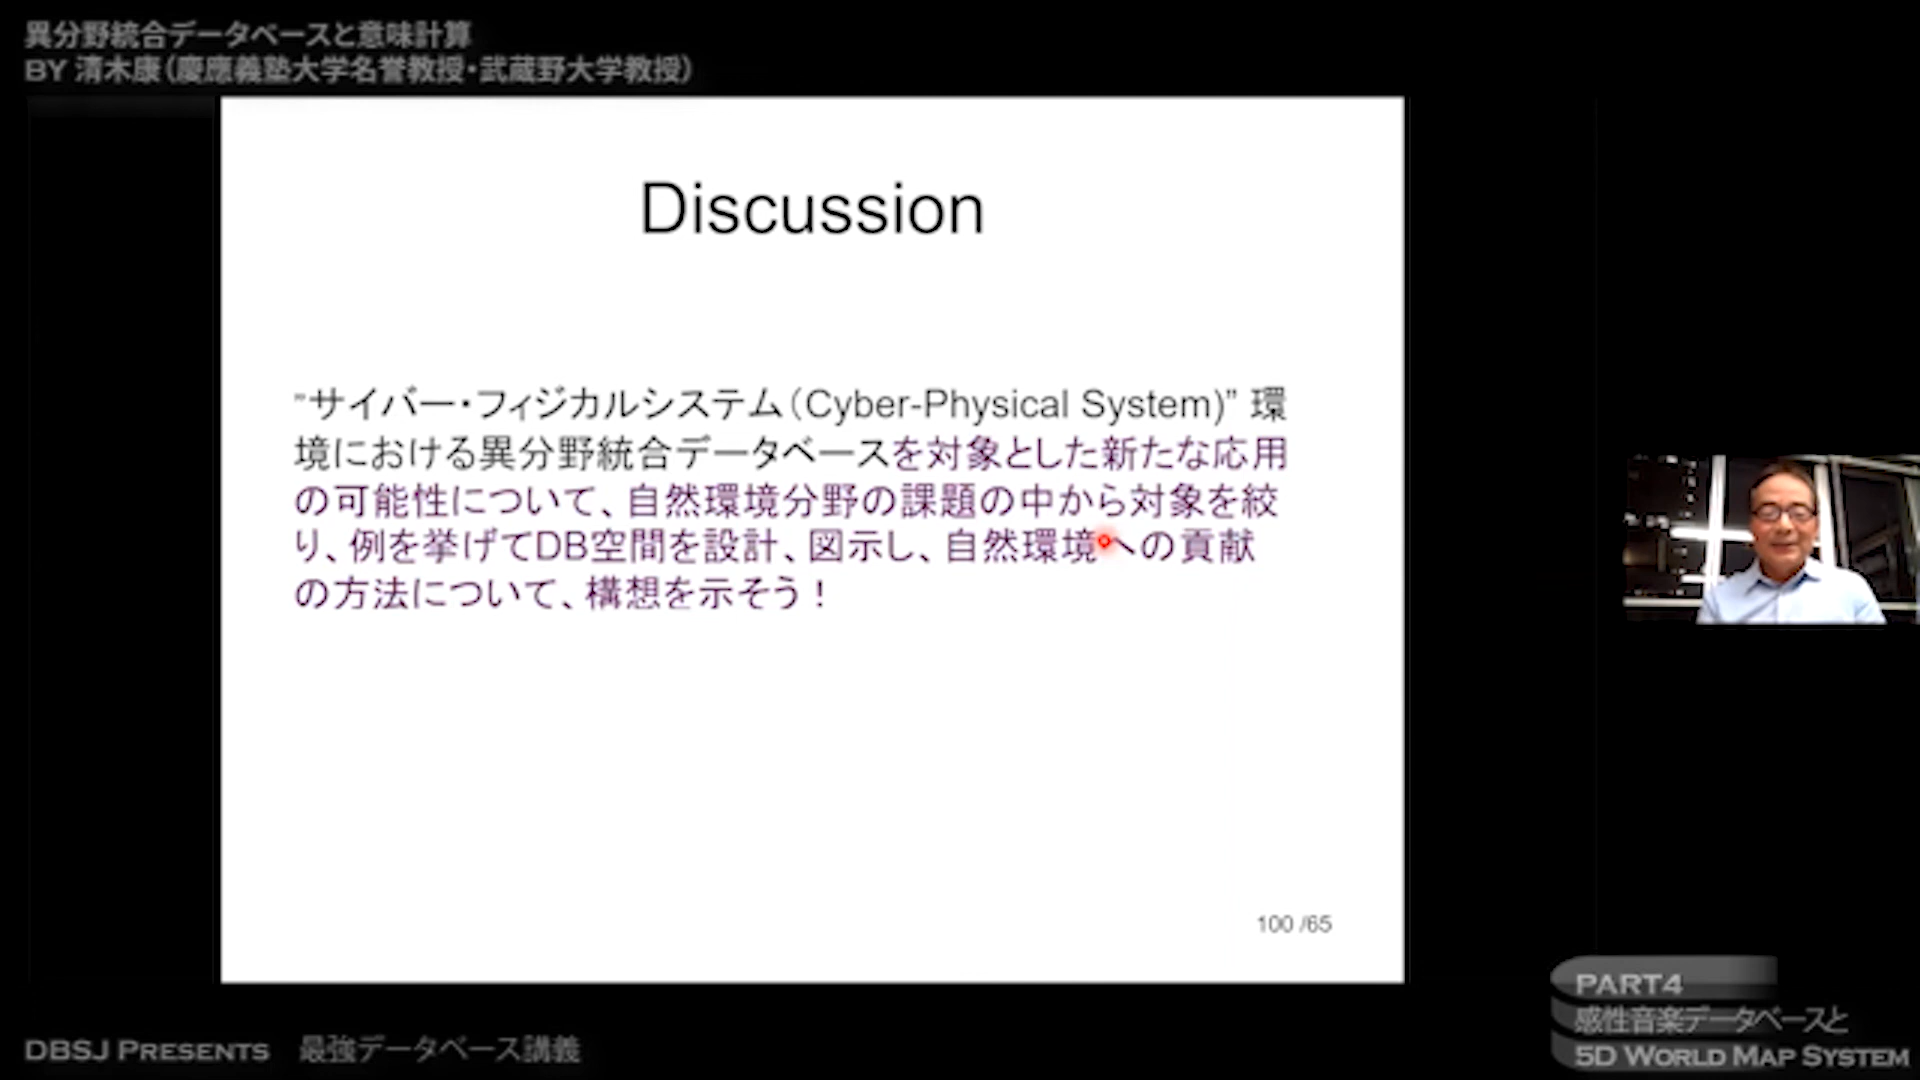 異分野統合データベースと意味計算
BY 清木康(慶應義塾大学名誉教授・武蔵野大学教授)
Discussion
”サイバー・フィジカルシステム(Cyber-Physical System)” 環
境における異分野統合データベースを対象とした新たな応用
の可能性について、自然環境分野の課題の中から対象を絞
り、例を挙げてDB空間を設計、図示し、自然環境への貢献
の方法について、構想を示そう！
100 /65
PART4
感性音楽データベースと
5D WORLD MAP SYSTEM
DBSJ PRESENTS 最強データベース講義